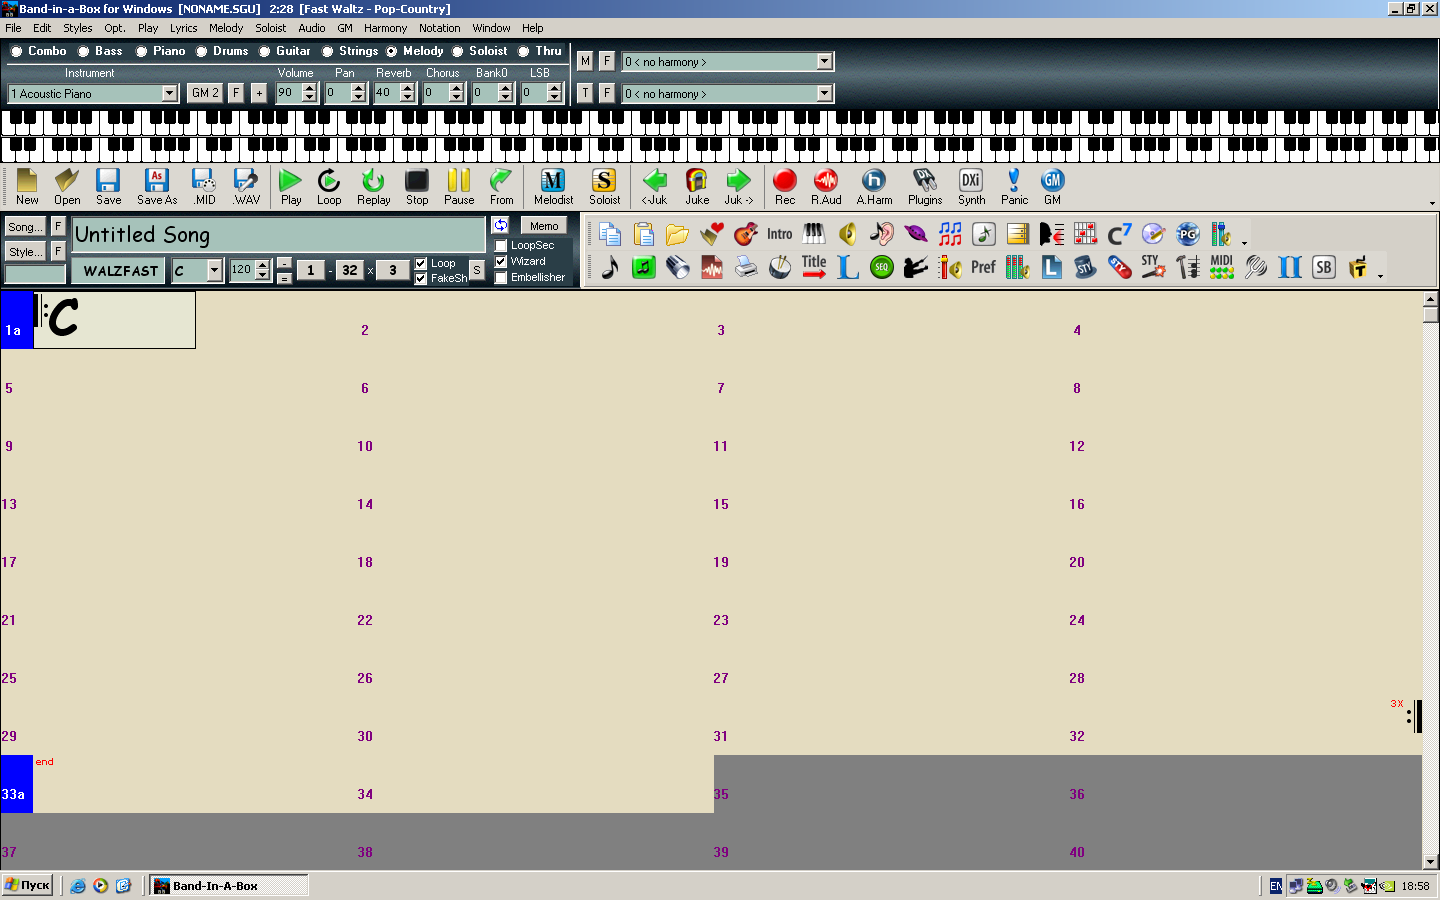 Band-in-a-Box for Windows [NONAME.SGU] 2:28 [Fast Waltz - Pop-Country]
File Edit Styles Opt. Play Lyrics Melody Soloist Audio GM Harmony Notation Window Help
Combo Bass Piano Drums Guitar Strings Melody Soloist Thru
M F 0 < no harmony >
Instrument Volume Pan Reverb Chorus Bank0 LSB
1 Acoustic Piano GM 2 F + 90 0 40 0 0 0
T F 0 < no harmony >
New Open Save Save As .MID .WAV Play Loop Replay Stop Pause From Melodist Soloist <-Juk Juke Juk -> Rec R.Aud A.Harm Plugins Synth Panic GM
Song... F Untitled Song Memo
LoopSec
Style... F Wizard
WALZFAST C 120 - = 1 - 32 x 3 Loop FakeSh S Embellisher
Intro C7 PG
Title SEQ Pref L STY STY MIDI SB T
1a C 2 3 4
5 6 7 8
9 10 11 12
13 14 15 16
17 18 19 20
21 22 23 24
25 26 27 28
3X
29 30 31 32
end
33a 34 35 36
37 38 39 40
Пуск Band-In-A-Box EN 18:58